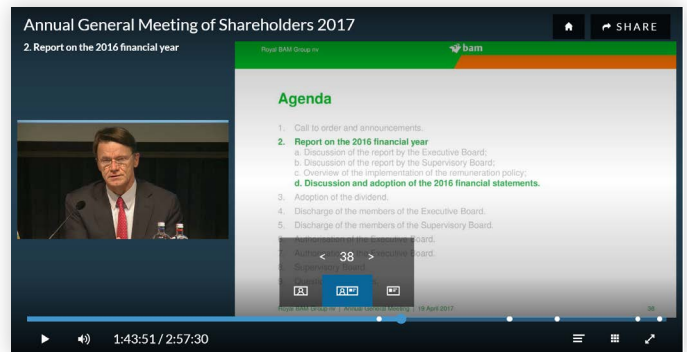 Annual General Meeting of Shareholders 2017
SHARE
2. Report on the 2016 financial year
Royal BAM Group nv
bam
Agenda
1. Call to order and announcements.
2. Report on the 2016 financial year
a. Discussion of the report by the Executive Board;
b. Discussion of the report by the Supervisory Board;
c. Overview of the implementation of the remuneration policy;
d. Discussion and adoption of the 2016 financial statements.
3. Adoption of the dividend.
4. Discharge of the members of the Executive Board.
5. Discharge of the members of the Supervisory Board.
Executive Board.
Board.
Supervisory Board
< 38 >
Royal BAM Group nv | Annual General Meeting | 19 April 2017
38
1:43:51 / 2:57:30